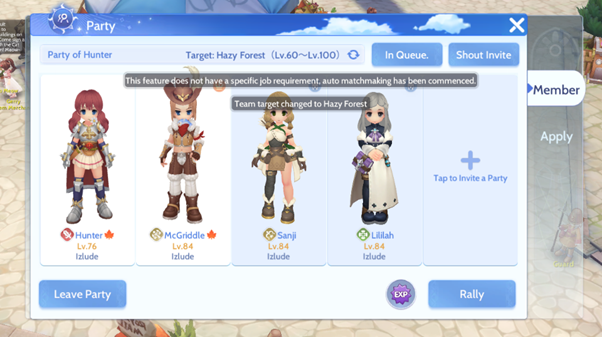 Party
Party of Hunter
Target: Hazy Forest (Lv.60～Lv.100)
In Queue.
Shout Invite
This feature does not have a specific job requirement, auto matchmaking has been commenced.
Team target changed to Hazy Forest
Member
Apply
Tap to Invite a Party
Hunter
Lv.76
Izlude
McGriddle
Lv.84
Izlude
Sanji
Lv.84
Izlude
Lililah
Lv.84
Izlude
Leave Party
EXP
Rally